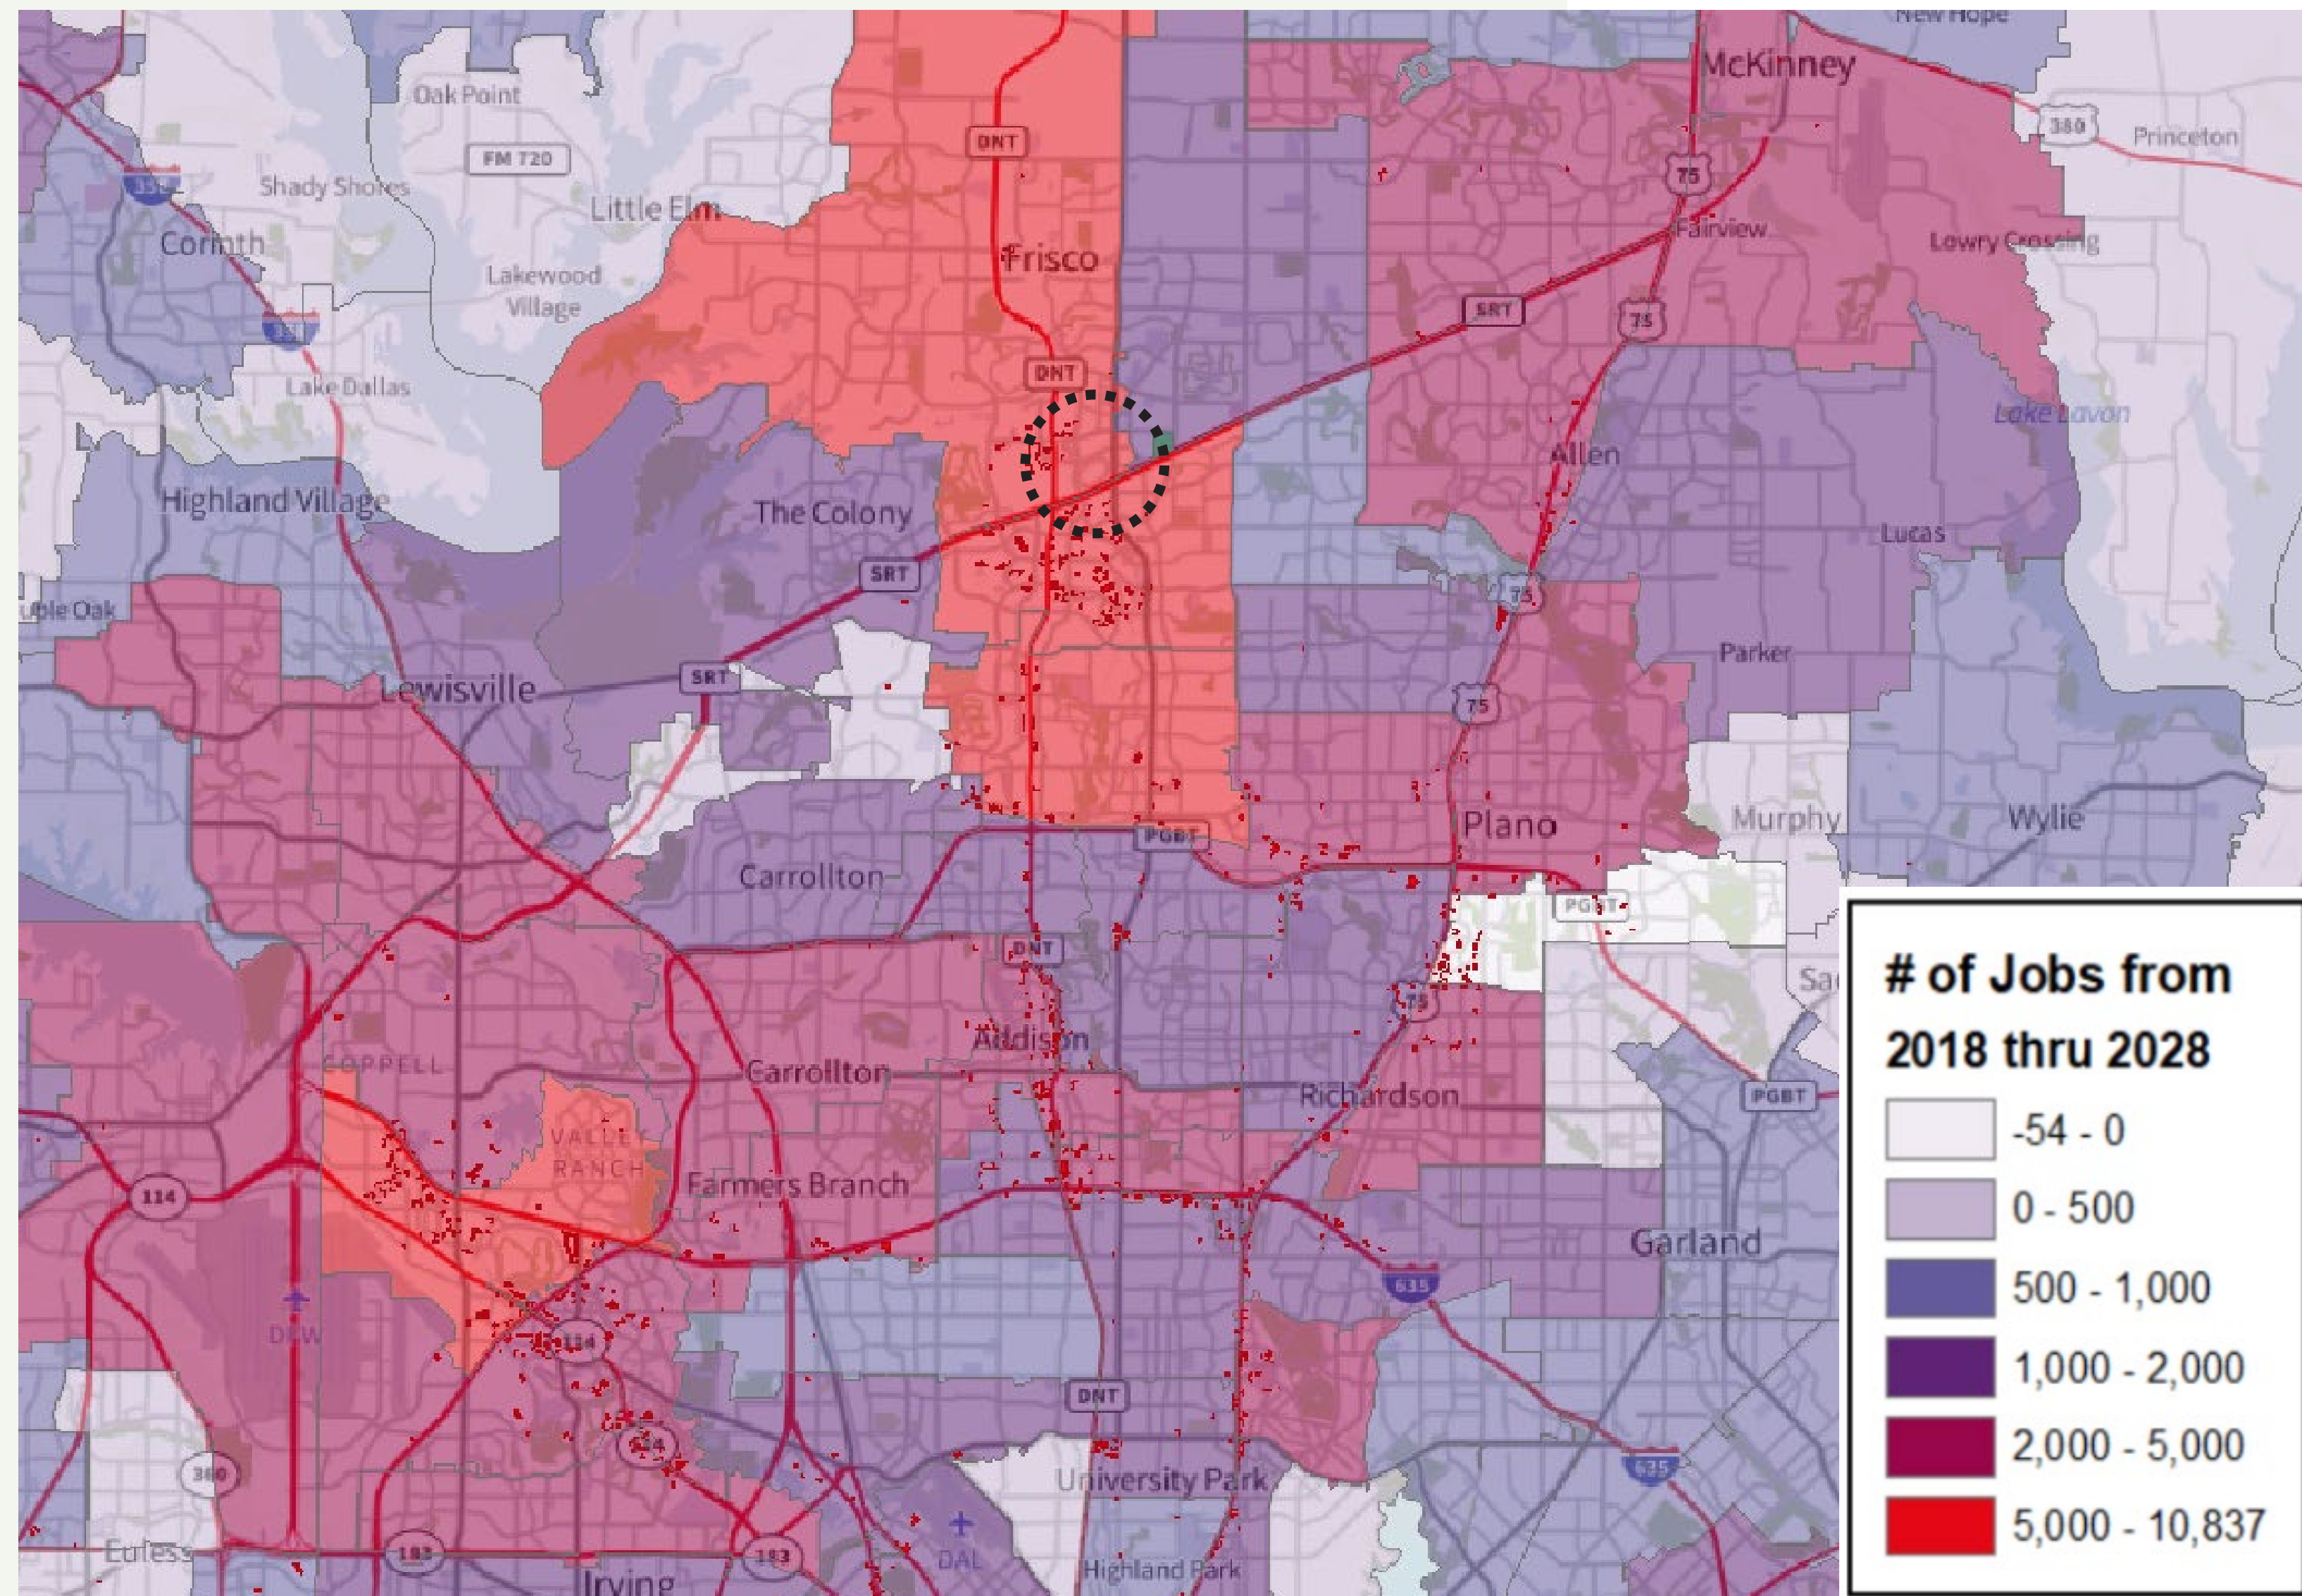 New Hope
McKinney
Oak Point
380
Princeton
DNT
FM 720
75
Shady Shores
Little Elm
Fairview
Corinth
Lowry Crossing
Frisco
Lakewood
Village
SRT
75
DNT
Lake Dallas
Lake Lavon
Allen
Highland Village
The Colony
Lucas
SRT
75
Parker
SRT
Lewisville
75
Plano
Murphy
Wylie
PGBT
Carrollton
PGBT
DNT
75
Addison
COPPELL
Carrollton
Richardson
PGBT
VALLEY
RANCH
Farmers Branch
114
Garland
635
DFW
114
DNT
635
University Park
360
Euless
183
183
DAL
Highland Park
Irving
# of Jobs from
2018 thru 2028
-54 - 0
0 - 500
500 - 1,000
1,000 - 2,000
2,000 - 5,000
5,000 - 10,837